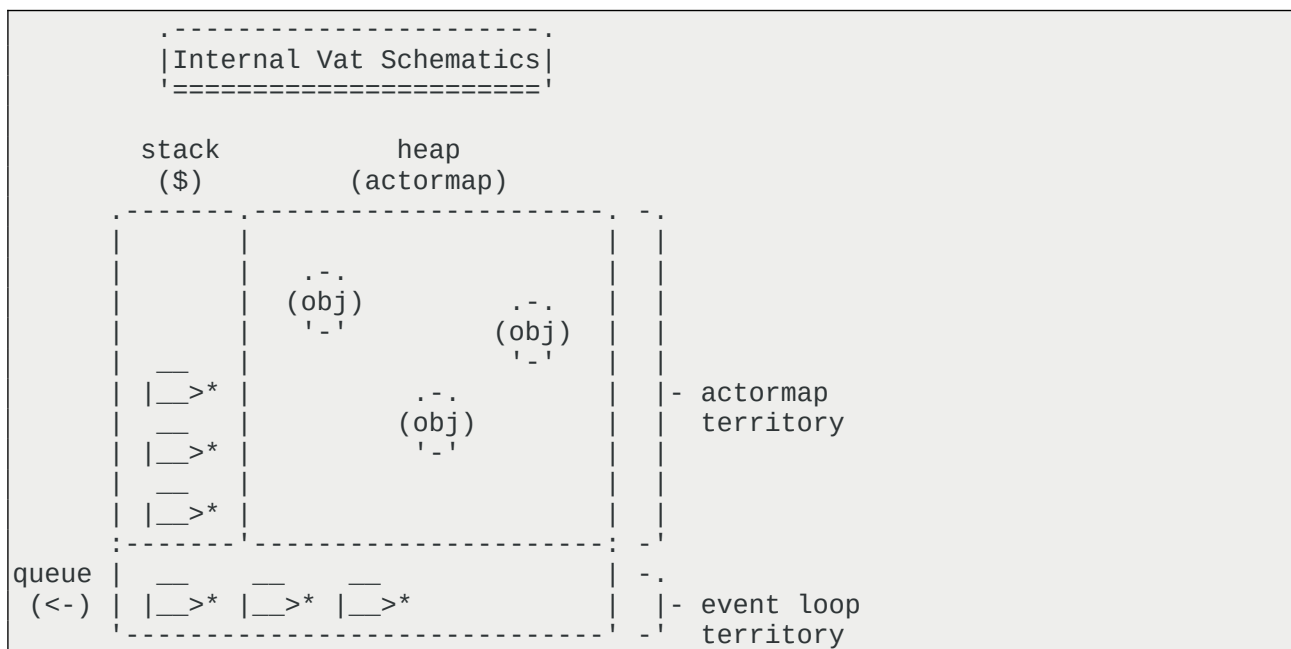 Internal Vat Schematics
stack heap
($) (actormap)
(obj)
(obj)
- actormap
(obj) territory
queue
(<-) - event loop
territory